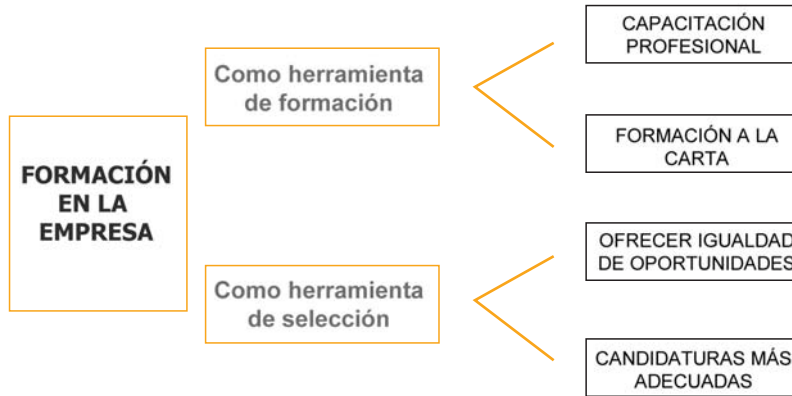 FORMACIÓN
EN LA
EMPRESA
Como herramienta
de formación
CAPACITACIÓN
PROFESIONAL
FORMACIÓN A LA
CARTA
Como herramienta
de selección
OFRECER IGUALDAD
DE OPORTUNIDADES
CANDIDATURAS MÁS
ADECUADAS